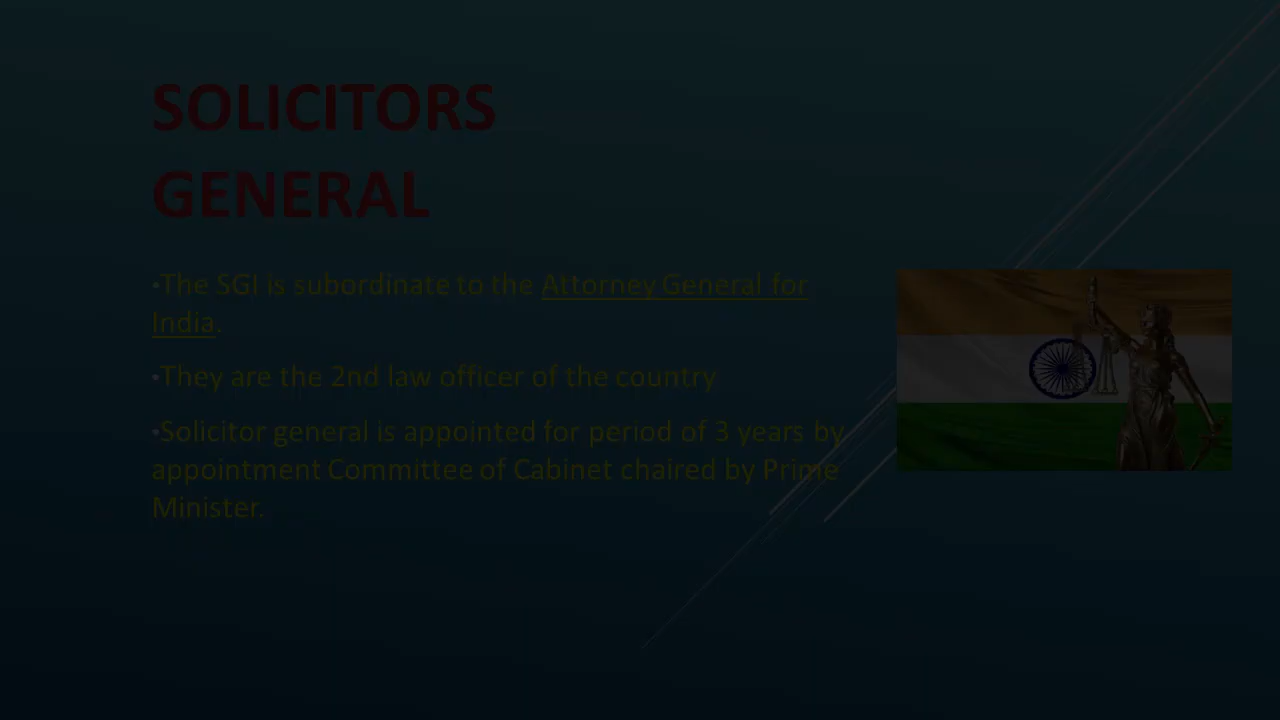 SOLICITORS
GENERAL
•The SGI is subordinate to the Attorney General for
India.
•They are the 2nd law officer of the country
•Solicitor general is appointed for period of 3 years by
appointment Committee of Cabinet chaired by Prime
Minister.